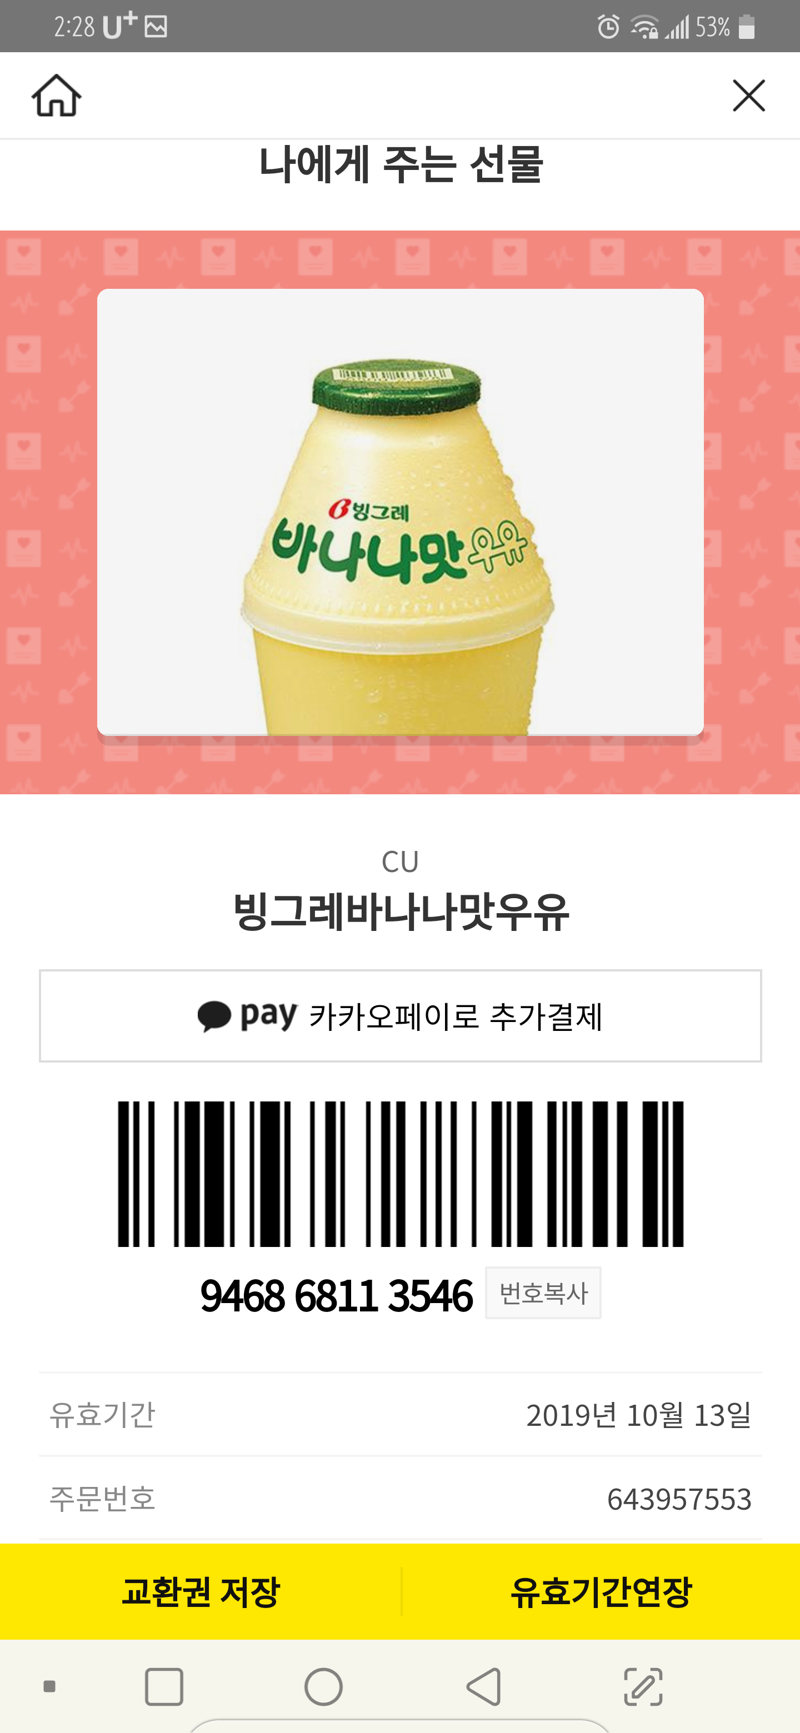 2:28 U+ 53%
나에게 주는 선물
빙그레
바나나맛우유
CU
빙그레바나나맛우유
pay 카카오페이로 추가결제
9468 6811 3546 번호복사
유효기간 2019년 10월 13일
주문번호 643957553
교환권 저장 유효기간연장